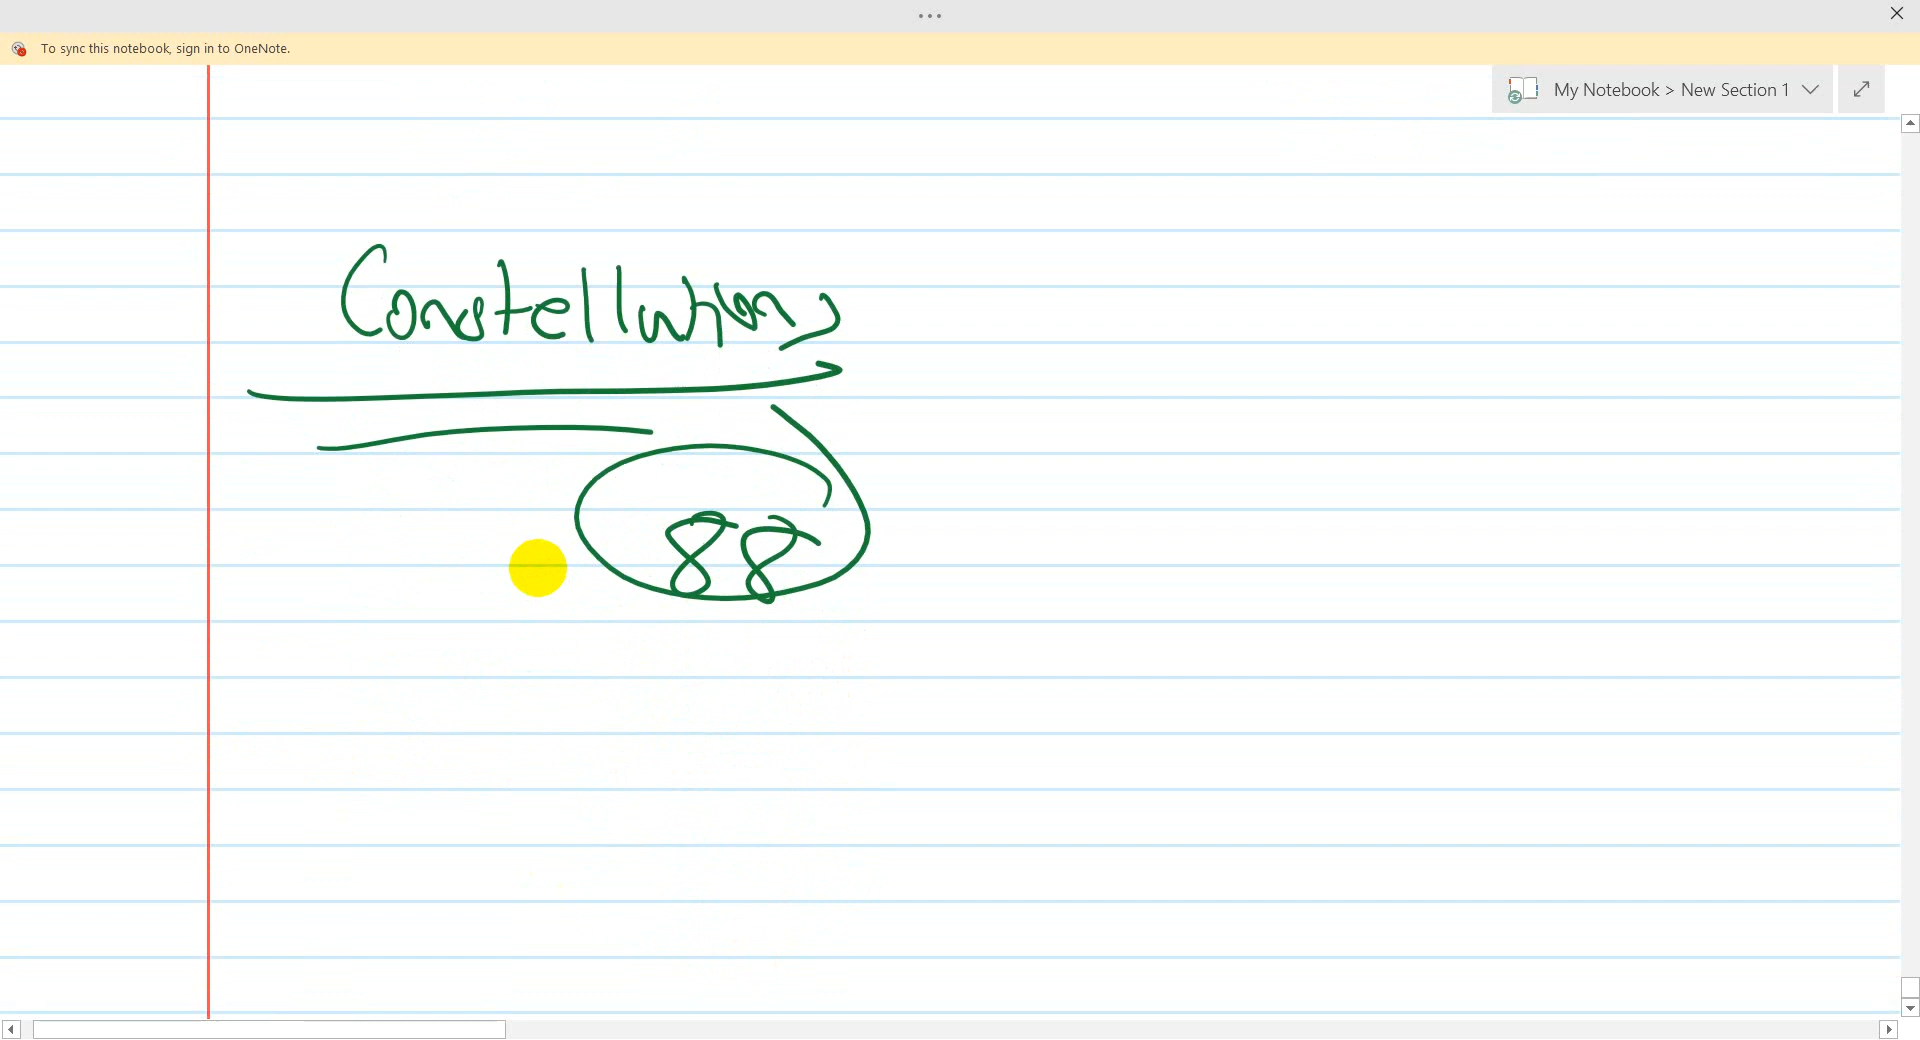 To sync this notebook, sign in to OneNote.
My Notebook > New Section 1
Constellations
88